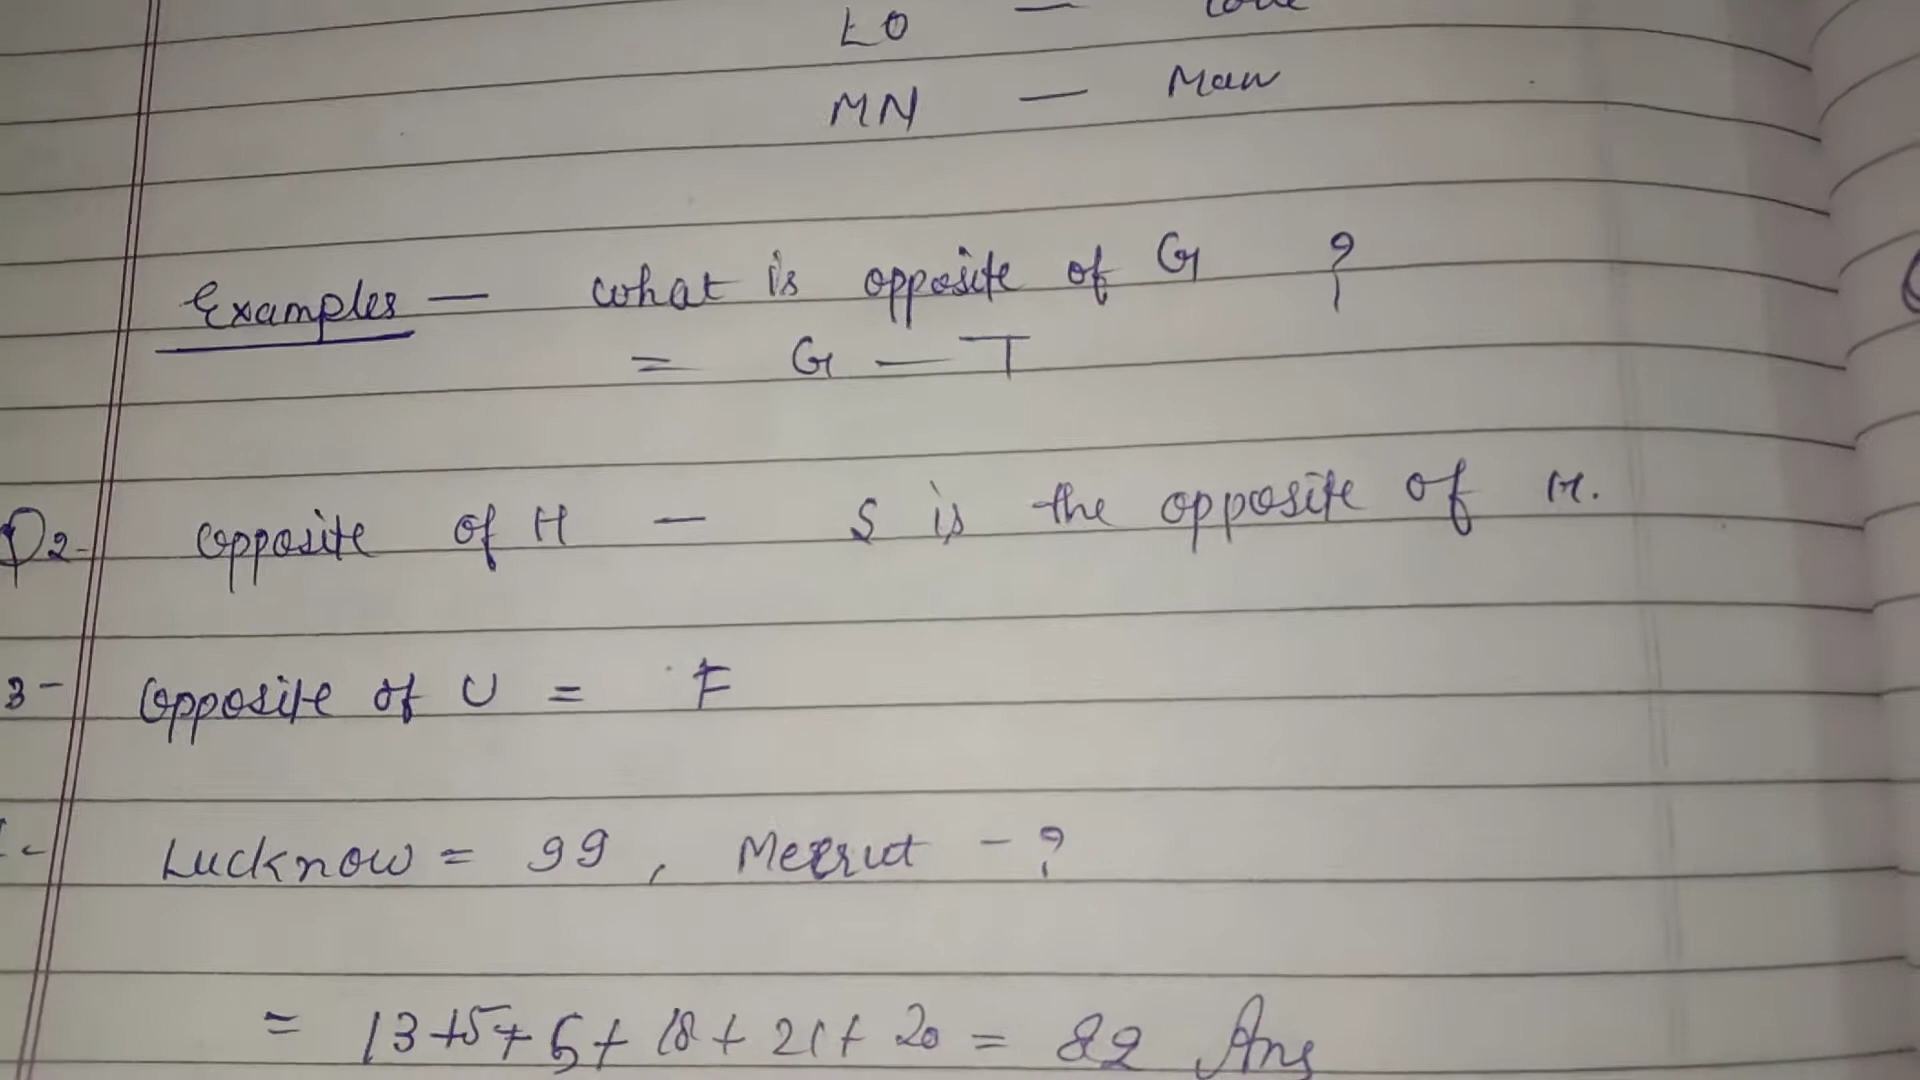 LO —
MN — Man
Examples — what is opposite of G ?
= G — T
Q2- opposite of H — S is the opposite of H.
3- opposite of U = F
Lucknow = 99, Meerut - ?
= 13+5+5+18+21+20 = 82 Ans